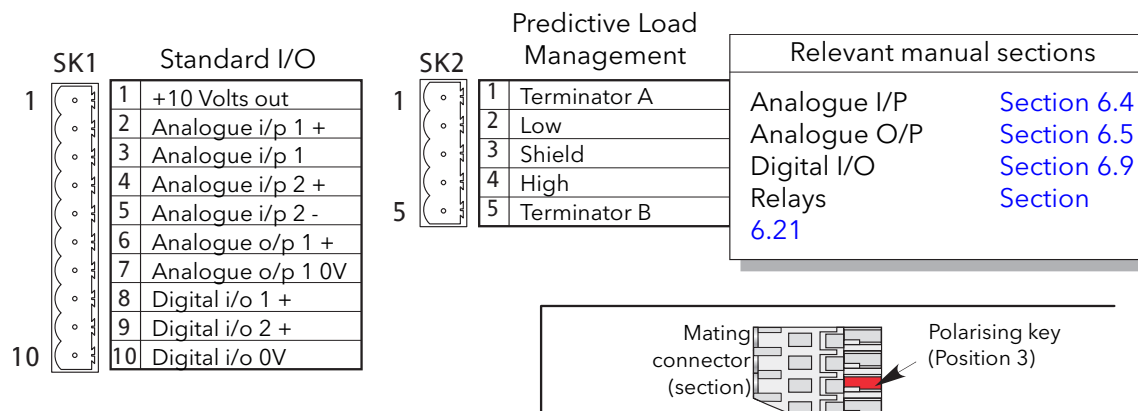 SK1
Standard I/O
1
1 +10 Volts out
2 Analogue i/p 1 +
3 Analogue i/p 1
4 Analogue i/p 2 +
5 Analogue i/p 2 -
6 Analogue o/p 1 +
7 Analogue o/p 1 0V
8 Digital i/o 1 +
9 Digital i/o 2 +
10 Digital i/o 0V
10
SK2
Predictive Load
Management
1
1 Terminator A
2 Low
3 Shield
4 High
5 Terminator B
5
Relevant manual sections
Analogue I/P Section 6.4
Analogue O/P Section 6.5
Digital I/O Section 6.9
Relays Section
6.21
Mating
connector
(section)
Polarising key
(Position 3)